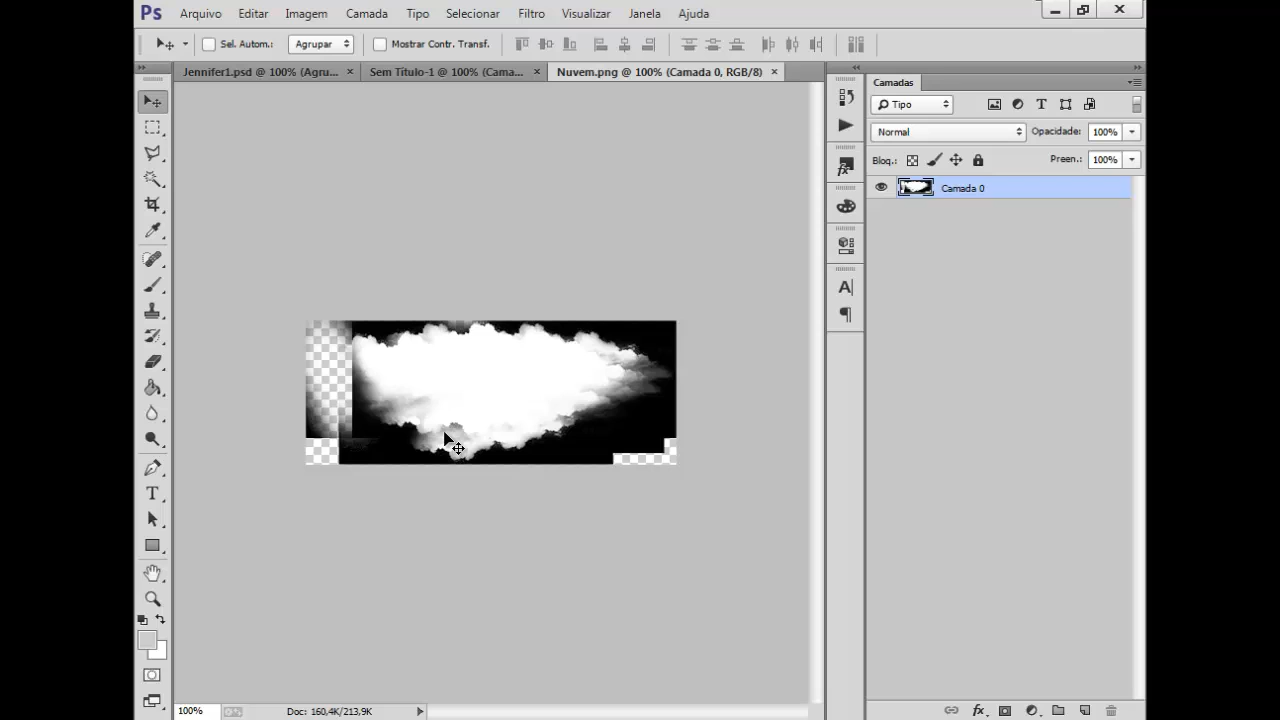 Ps Arquivo Editar Imagem Camada Tipo Selecionar Filtro Visualizar Janela Ajuda
Sel. Autom.: Agrupar Mostrar Contr. Transf.
Jennifer1.psd @ 100% (Agru... × Sem Título-1 @ 100% (Cama... × Nuvem.png @ 100% (Camada 0, RGB/8) ×
Camadas
Tipo
Normal Opacidade: 100%
Bloq.: Preen.: 100%
Camada 0
100% Doc: 160,4K/213,9K